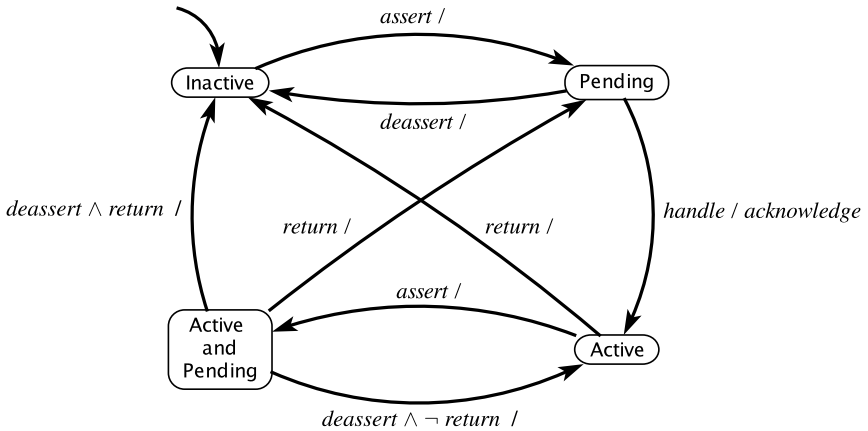 assert /
Inactive
Pending
deassert /
deassert ∧ return /
return /
return /
handle / acknowledge
assert /
Active
and
Pending
Active
deassert ∧ ¬ return /